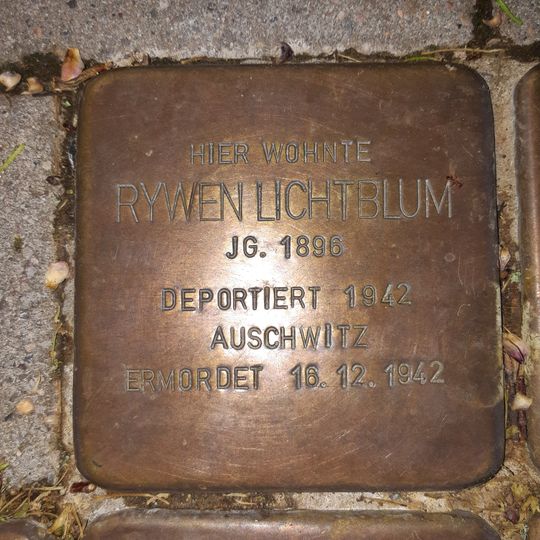 HIER WOHNTE
RYWEN LICHTBLUM
JG. 1896
DEPORTIERT 1942
AUSCHWITZ
ERMORDET 16.12.1942